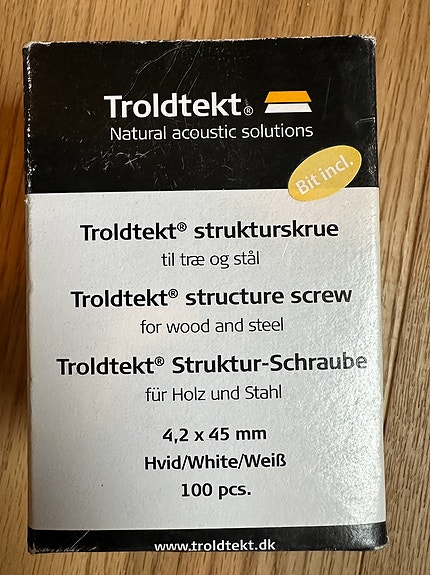 Troldtekt®
Natural acoustic solutions
Bit incl.
Troldtekt® strukturskrue
til træ og stål
Troldtekt® structure screw
for wood and steel
Troldtekt® Struktur-Schraube
für Holz und Stahl
4,2 x 45 mm
Hvid/White/Weiß
100 pcs.
www.troldtekt.dk